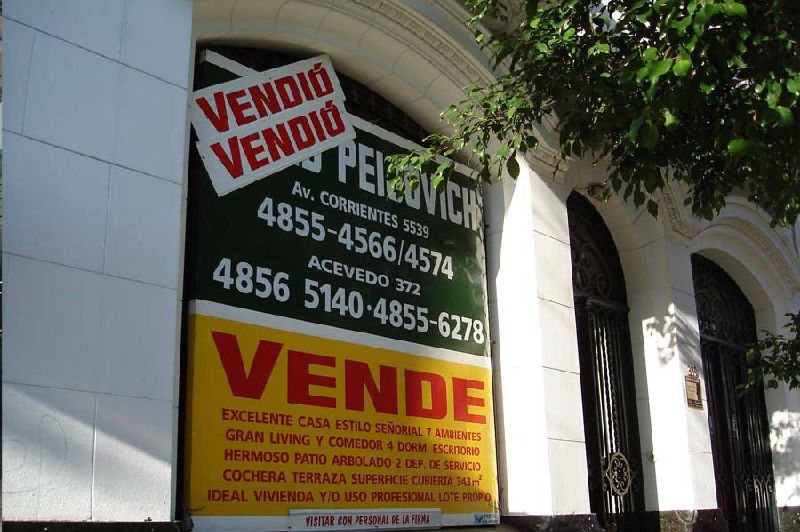 VENDIÓ
VENDIÓ
Av. CORRIENTES 5539
4855-4566/4574
ACEVEDO 372
4856 5140·4855-6278
VENDE
EXCELENTE CASA ESTILO SEÑORIAL 7 AMBIENTES
GRAN LIVING Y COMEDOR 4 DORM. ESCRITORIO
HERMOSO PATIO ARBOLADO 2 DEP. DE SERVICIO
COCHERA TERRAZA SUPERFICIE CUBIERTA 343 m²
IDEAL VIVIENDA Y/O USO PROFESIONAL LOTE PROPIO
VISITAR CON PERSONAL DE LA FIRMA